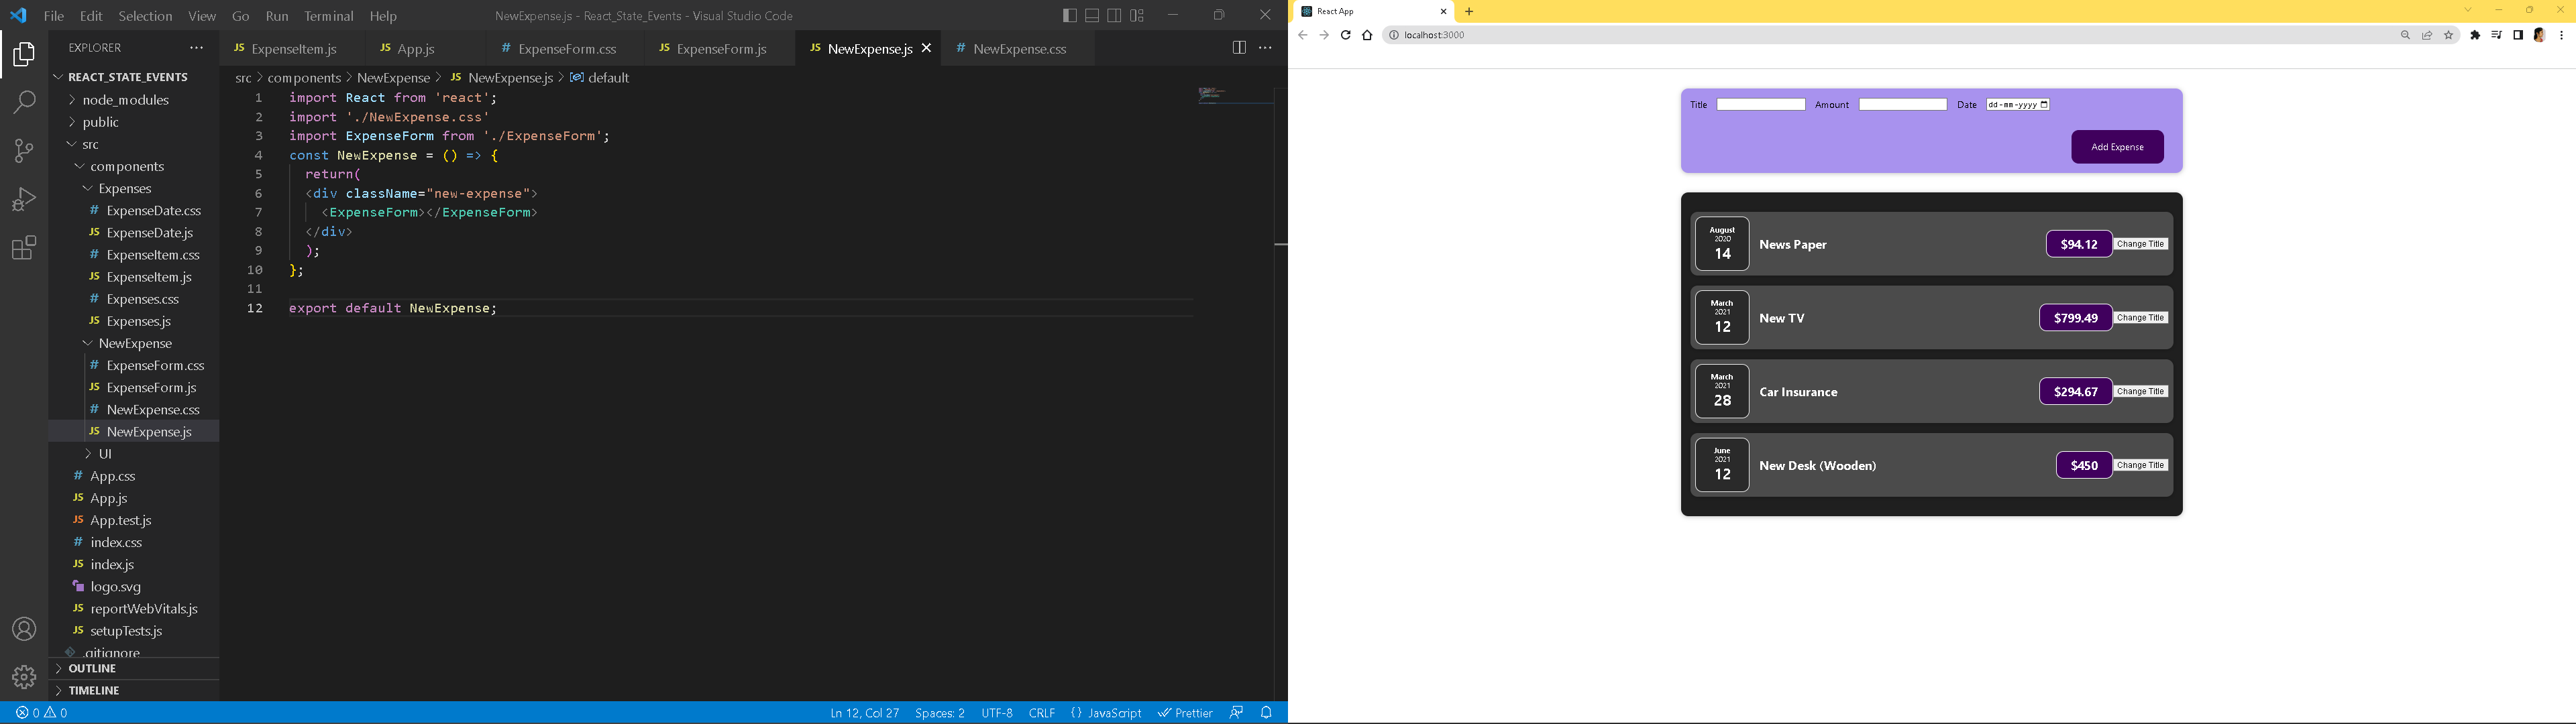 File Edit Selection View Go Run Terminal Help
NewExpense.js - React_State_Events - Visual Studio Code
EXPLORER
REACT_STATE_EVENTS
node_modules
public
src
components
Expenses
# ExpenseDate.css
JS ExpenseDate.js
# ExpenseItem.css
JS ExpenseItem.js
# Expenses.css
JS Expenses.js
NewExpense
# ExpenseForm.css
JS ExpenseForm.js
# NewExpense.css
JS NewExpense.js
UI
# App.css
JS App.js
JS App.test.js
# index.css
JS index.js
logo.svg
JS reportWebVitals.js
JS setupTests.js
.gitignore
OUTLINE
TIMELINE
JS ExpenseItem.js JS App.js # ExpenseForm.css JS ExpenseForm.js JS NewExpense.js # NewExpense.css
src > components > NewExpense > JS NewExpense.js > default
1 import React from 'react';
2 import './NewExpense.css'
3 import ExpenseForm from './ExpenseForm';
4 const NewExpense = () => {
5 return(
6 <div className="new-expense">
7 <ExpenseForm></ExpenseForm>
8 </div>
9 );
10 };
11
12 export default NewExpense;
0 0
Ln 12, Col 27 Spaces: 2 UTF-8 CRLF {} JavaScript Prettier
React App
localhost:3000
Title Amount Date dd-mm-yyyy
Add Expense
August
2020
14
News Paper
$94.12
Change Title
March
2021
12
New TV
$799.49
Change Title
March
2021
28
Car Insurance
$294.67
Change Title
June
2021
12
New Desk (Wooden)
$450
Change Title